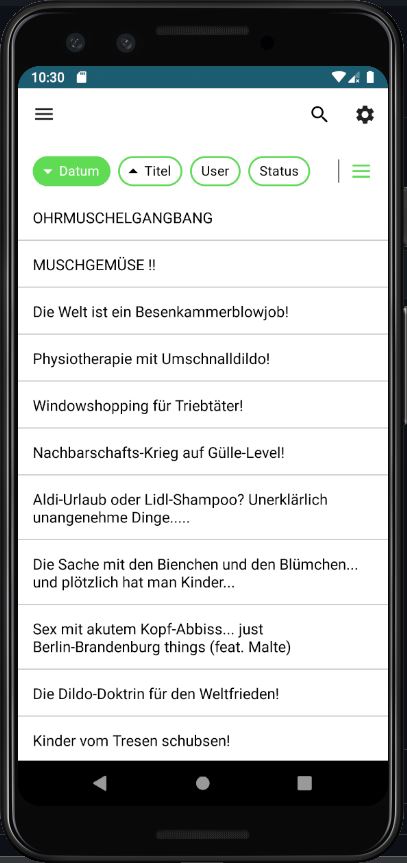 10:30
Datum Titel User Status
OHRMUSCHELGANGBANG
MUSCHGEMÜSE !!
Die Welt ist ein Besenkammerblowjob!
Physiotherapie mit Umschnalldildo!
Windowshopping für Triebtäter!
Nachbarschafts-Krieg auf Gülle-Level!
Aldi-Urlaub oder Lidl-Shampoo? Unerklärlich
unangenehme Dinge.....
Die Sache mit den Bienchen und den Blümchen...
und plötzlich hat man Kinder...
Sex mit akutem Kopf-Abbiss... just
Berlin-Brandenburg things (feat. Malte)
Die Dildo-Doktrin für den Weltfrieden!
Kinder vom Tresen schubsen!